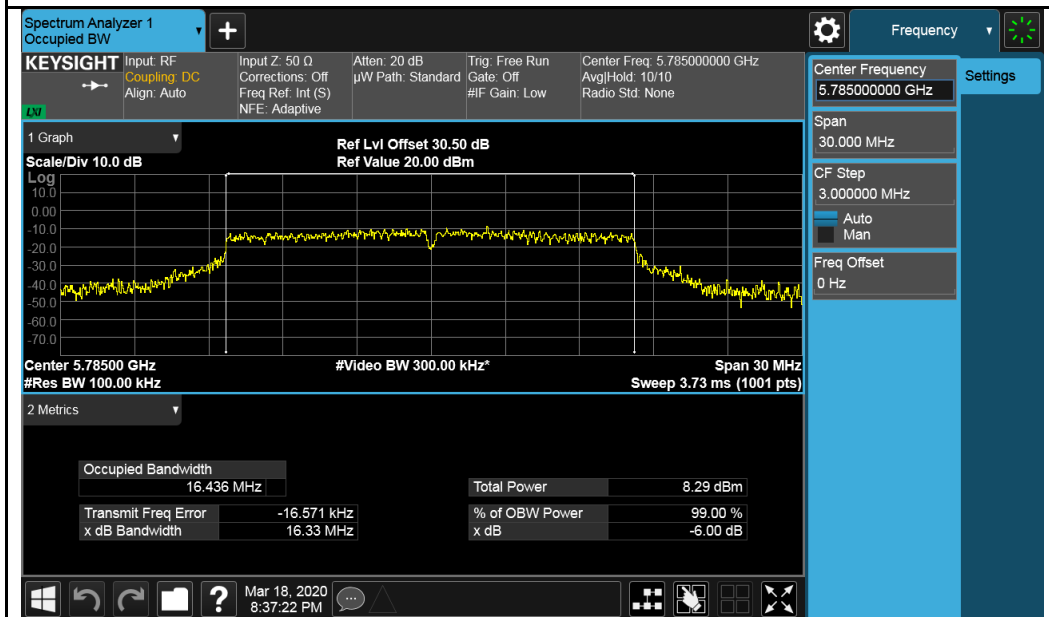 Spectrum Analyzer 1
Occupied BW
Frequency
KEYSIGHT
LXI
Input: RF
Coupling: DC
Align: Auto
Input Z: 50 Ω
Corrections: Off
Freq Ref: Int (S)
NFE: Adaptive
Atten: 20 dB
µW Path: Standard
Trig: Free Run
Gate: Off
#IF Gain: Low
Center Freq: 5.785000000 GHz
Avg|Hold: 10/10
Radio Std: None
Center Frequency
5.785000000 GHz
Settings
Span
30.000 MHz
CF Step
3.000000 MHz
Auto
Man
Freq Offset
0 Hz
1 Graph
Scale/Div 10.0 dB
Ref Lvl Offset 30.50 dB
Ref Value 20.00 dBm
Log
10.0
0.00
-10.0
-20.0
-30.0
-40.0
-50.0
-60.0
-70.0
Center 5.78500 GHz
#Video BW 300.00 kHz*
Span 30 MHz
#Res BW 100.00 kHz
Sweep 3.73 ms (1001 pts)
2 Metrics
Occupied Bandwidth
16.436 MHz
Total Power 8.29 dBm
Transmit Freq Error -16.571 kHz
% of OBW Power 99.00 %
x dB Bandwidth 16.33 MHz
x dB -6.00 dB
Mar 18, 2020
8:37:22 PM